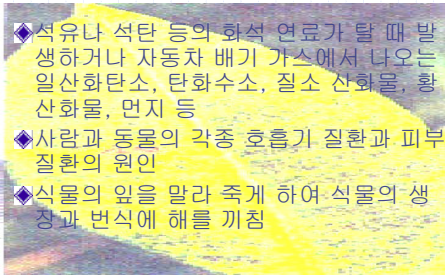 ◈석유나 석탄 등의 화석 연료가 탈 때 발
생하거나 자동차 배기 가스에서 나오는
일산화탄소, 탄화수소, 질소 산화물, 황
산화물, 먼지 등
◈사람과 동물의 각종 호흡기 질환과 피부
질환의 원인
◈식물의 잎을 말라 죽게 하여 식물의 생
장과 번식에 해를 끼침